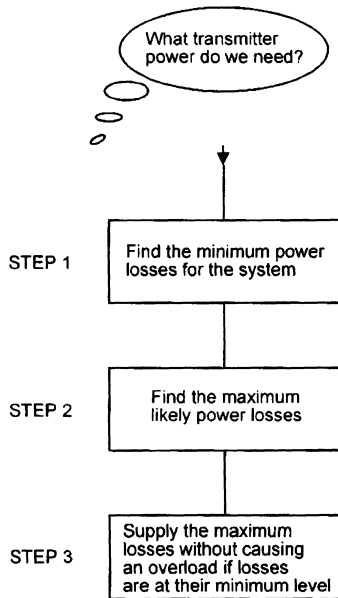 What transmitter
power do we need?
STEP 1
Find the minimum power
losses for the system
STEP 2
Find the maximum
likely power losses
STEP 3
Supply the maximum
losses without causing
an overload if losses
are at their minimum level